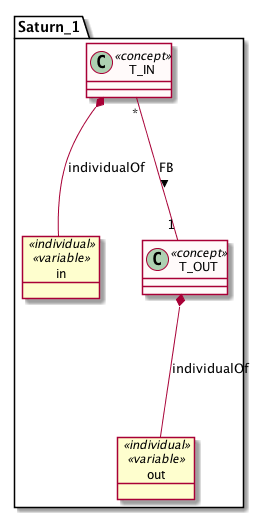 Saturn_1
C «concept»
T_IN
individualOf
FB
*
1
«individual»
«variable»
in
C «concept»
T_OUT
individualOf
«individual»
«variable»
out